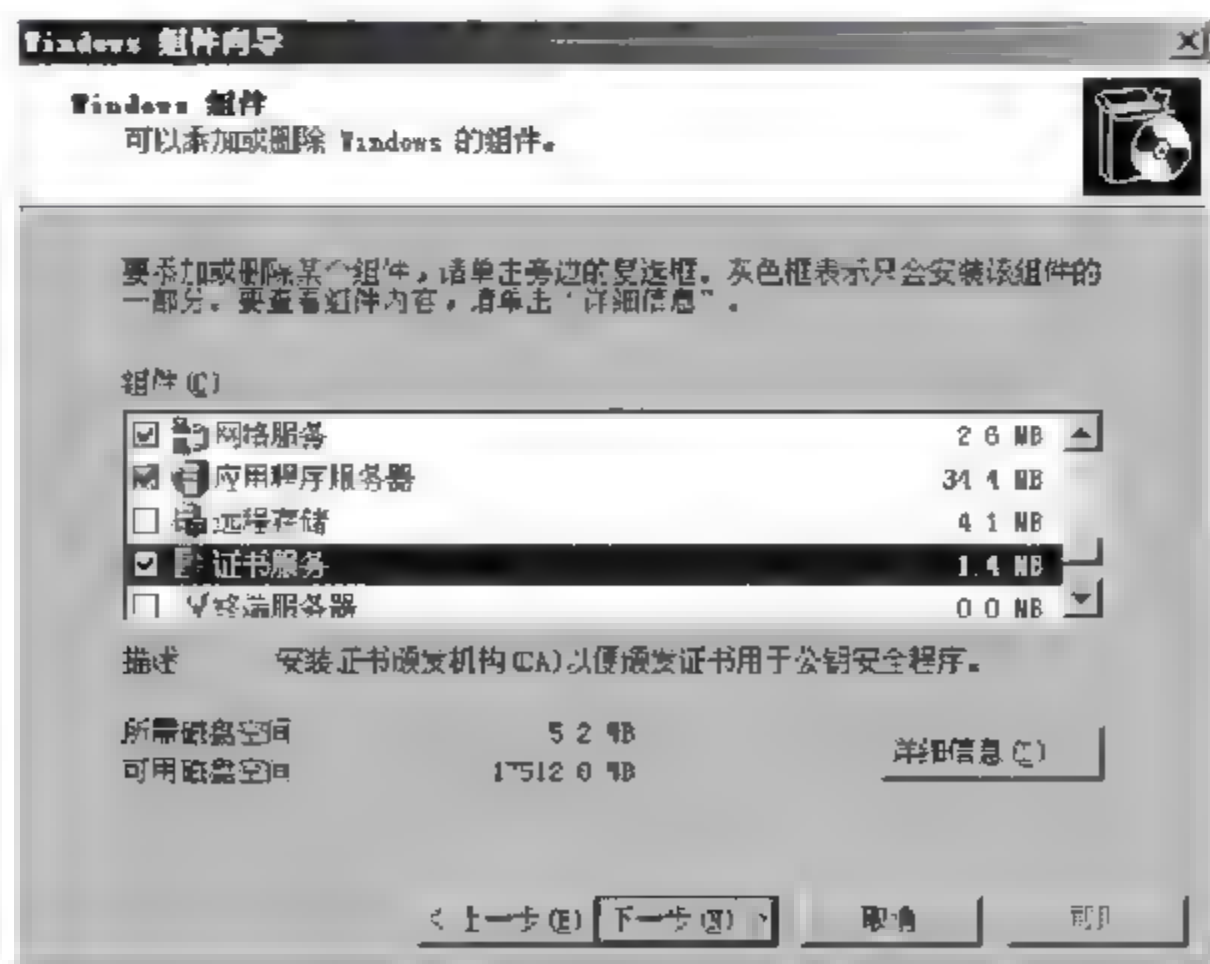 Windows 组件向导
Windows 组件
可以添加或删除 Windows 的组件。
要添加或删除某个组件，请单击旁边的复选框。灰色框表示只会安装该组件的
一部分。要查看组件内容，请单击“详细信息”。
组件(C)
网络服务 2.6 MB
应用程序服务器 34.4 MB
远程存储 4.1 MB
证书服务 1.4 MB
终端服务器 0.0 MB
描述 安装证书颁发机构(CA)以便颁发证书用于公钥安全程序。
所需磁盘空间 5.2 MB
详细信息
可用磁盘空间 17512.0 MB
< 上一步(B) 下一步(N) > 取消 帮助